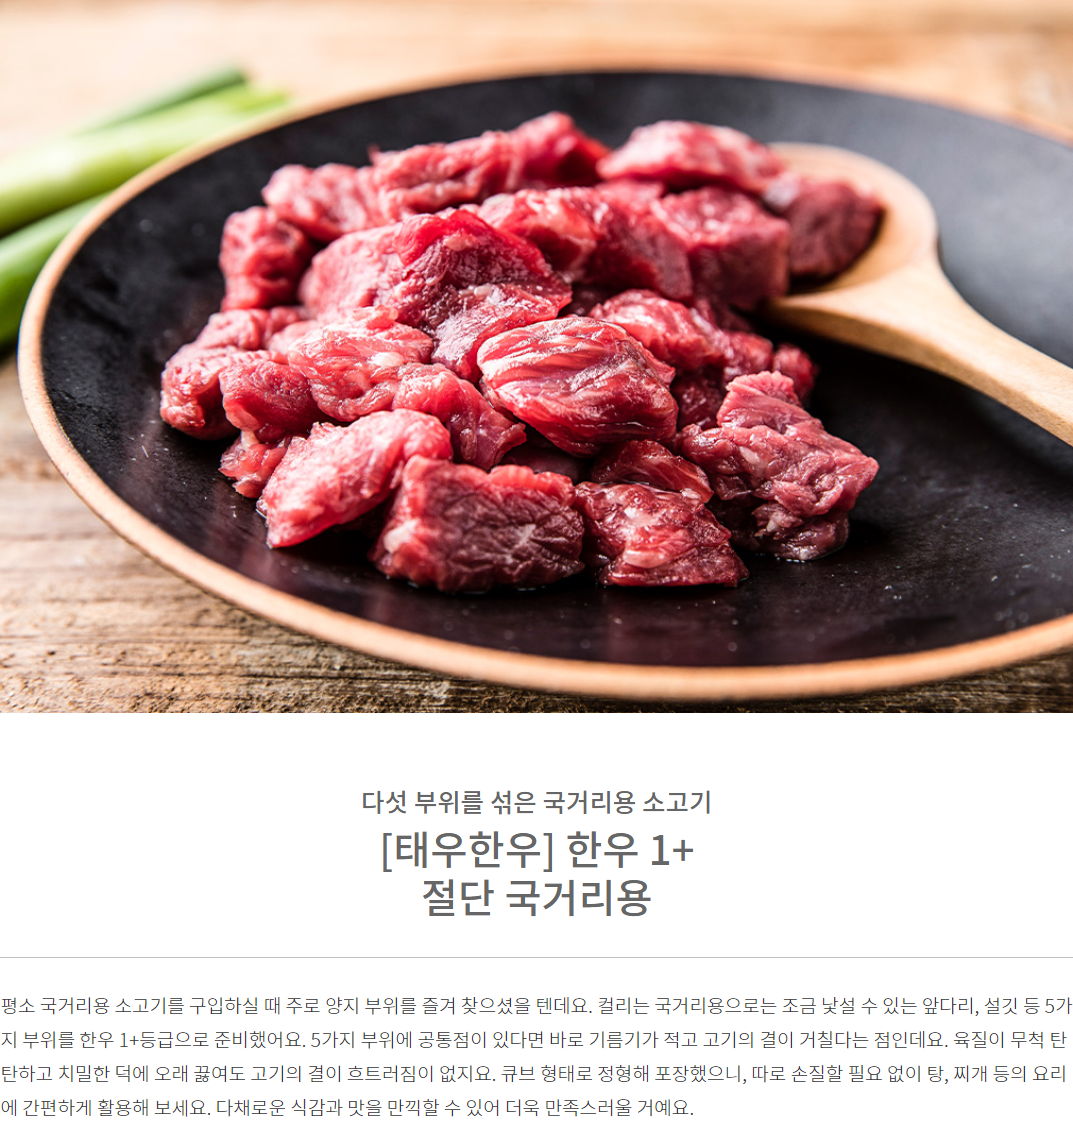 다섯 부위를 섞은 국거리용 소고기
[태우한우] 한우 1+
절단 국거리용
평소 국거리용 소고기를 구입하실 때 주로 양지 부위를 즐겨 찾으셨을 텐데요. 컬리는 국거리용으로는 조금 낯설 수 있는 앞다리, 설깃 등 5가
지 부위를 한우 1+등급으로 준비했어요. 5가지 부위에 공통점이 있다면 바로 기름기가 적고 고기의 결이 거칠다는 점인데요. 육질이 무척 탄
탄하고 치밀한 덕에 오래 끓여도 고기의 결이 흐트러짐이 없지요. 큐브 형태로 정형해 포장했으니, 따로 손질할 필요 없이 탕, 찌개 등의 요리
에 간편하게 활용해 보세요. 다채로운 식감과 맛을 만끽할 수 있어 더욱 만족스러울 거예요.